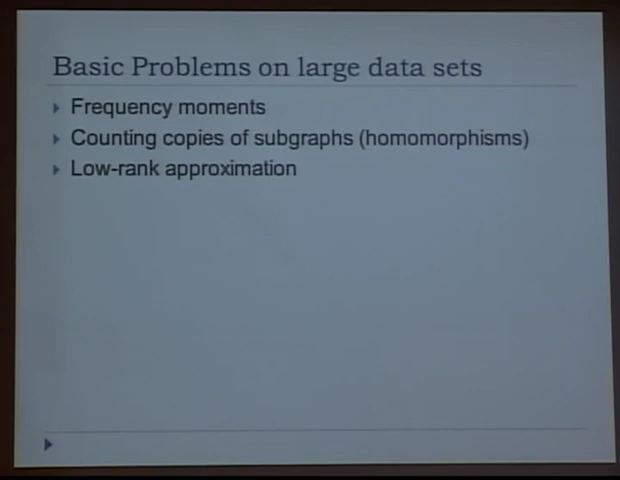 Basic Problems on large data sets
Frequency moments
Counting copies of subgraphs (homomorphisms)
Low-rank approximation